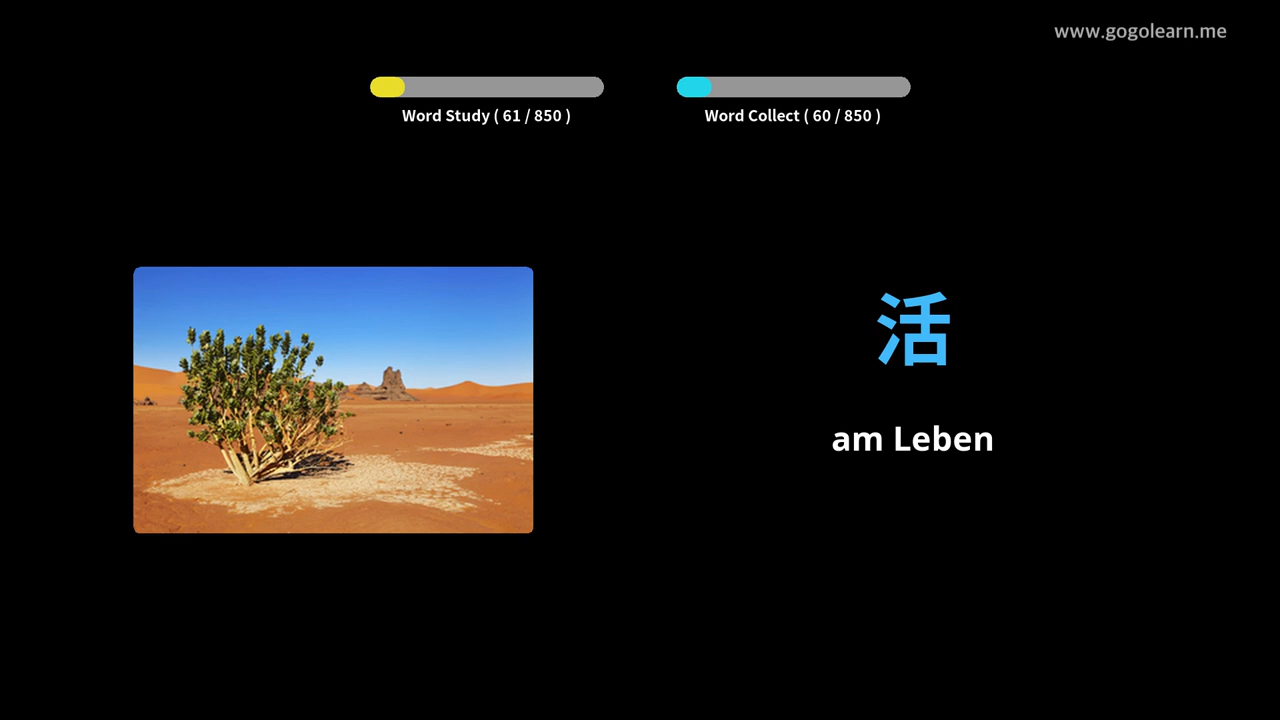 www.gogolearn.me
Word Study ( 61 / 850 )
Word Collect ( 60 / 850 )
活
am Leben